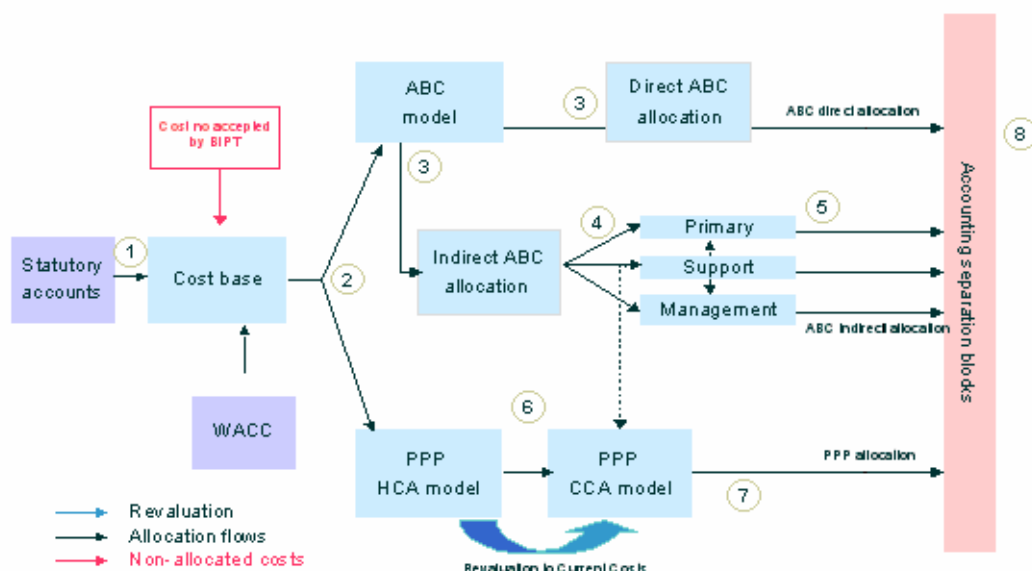 ABC
model
3
Direct ABC
allocation
ABC direct allocation
8
Cost no accepted
by BIPT
3
4
Primary
5
1
Statutory
accounts
Cost base
2
Indirect ABC
allocation
Support
Management
ABC indirect allocation
Accounting separation blocks
WACC
6
PPP
HCA model
PPP
CCA model
PPP allocation
7
Revaluation
Allocation flows
Non-allocated costs
Revaluation in Current Costs